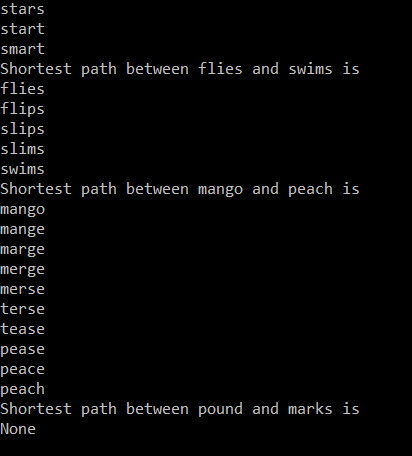 stars
start
smart
Shortest path between flies and swims is
flies
flips
slips
slims
swims
Shortest path between mango and peach is
mango
mange
marge
merge
merse
terse
tease
pease
peace
peach
Shortest path between pound and marks is
None